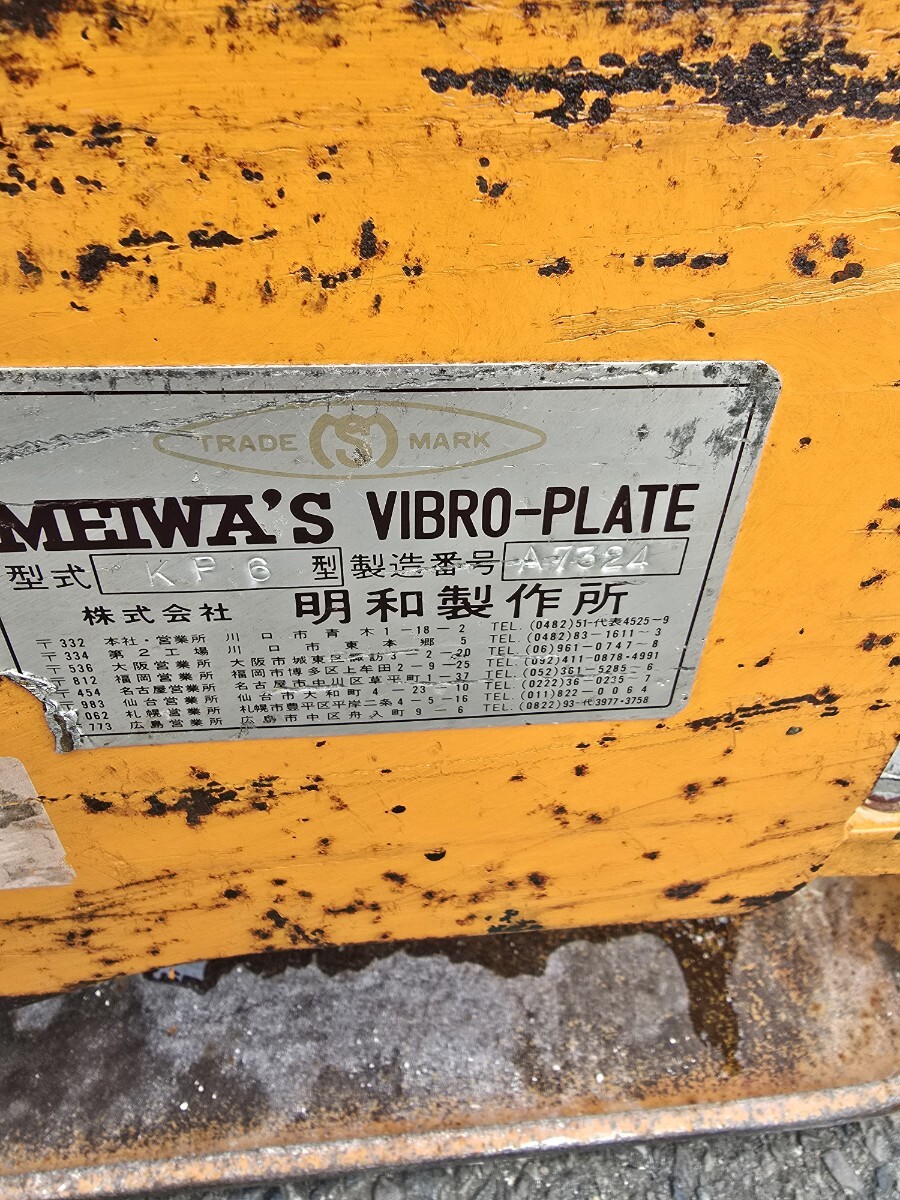 TRADE MS MARK
MEIWA'S VIBRO-PLATE
型式 KP6 型 製造番号 A7324
株式会社 明和製作所
〒332 本社・営業所 川口市青木1-18-2 TEL.(0482)51-代表4525-9
〒334 第2工場 川口市東本郷 5 TEL.(0482)83-1611~3
〒536 大阪営業所 大阪市城東区諏訪3-2-20 TEL.(06)961-0747~8
〒812 福岡営業所 福岡市博多区上牟田2-9-25 TEL.(092)411-0878・4991
〒454 名古屋営業所 名古屋市中川区草平町1-37 TEL.(052)361-5285~6
983 仙台営業所 仙台市大和町4-23-10 TEL.(0222)36-0235~7
062 札幌営業所 札幌市豊平区平岸二条4-5-16 TEL.(011)822-0064
773 広島営業所 広島市中区舟入町9-6 TEL.(0822)93-代3977・3758